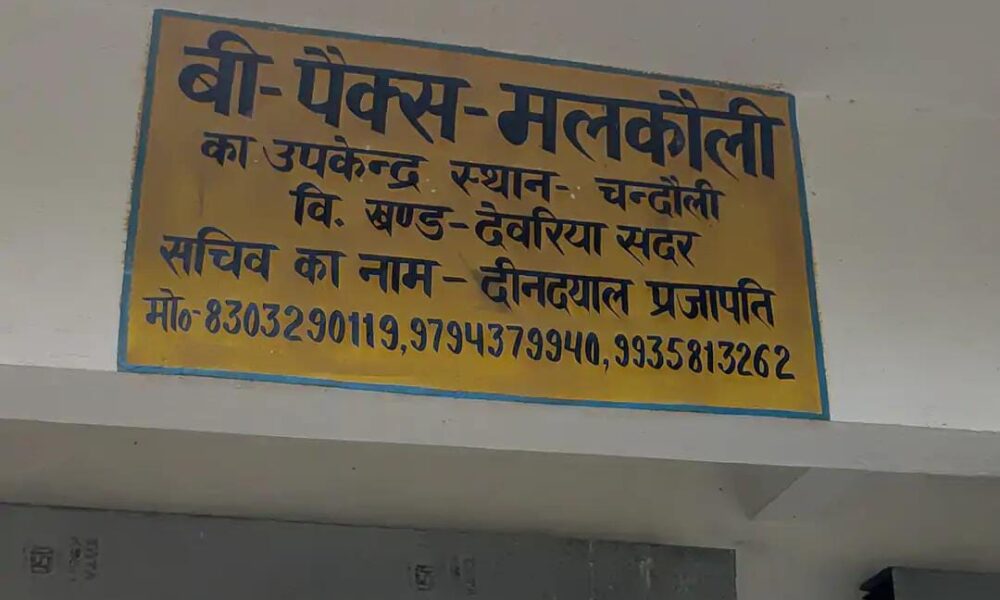 बी-पैक्स-मलकौली
का उपकेन्द्र स्थान- चन्दौली
वि. खण्ड-देवरिया सदर
सचिव का नाम-दीनदयाल प्रजापति
मो०-8303290119,9794379940,9935813262